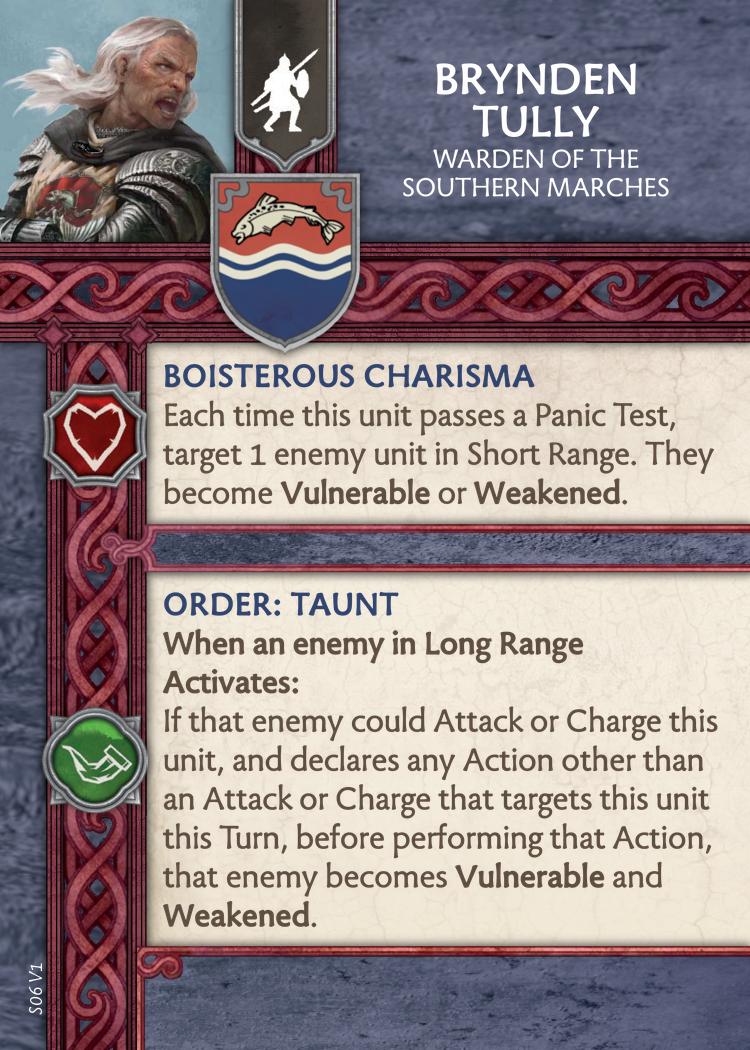 BRYNDEN
TULLY
WARDEN OF THE
SOUTHERN MARCHES
BOISTEROUS CHARISMA
Each time this unit passes a Panic Test,
target 1 enemy unit in Short Range. They
become Vulnerable or Weakened.
ORDER: TAUNT
When an enemy in Long Range
Activates:
If that enemy could Attack or Charge this
unit, and declares any Action other than
an Attack or Charge that targets this unit
this Turn, before performing that Action,
that enemy becomes Vulnerable and
Weakened.
S06 V1